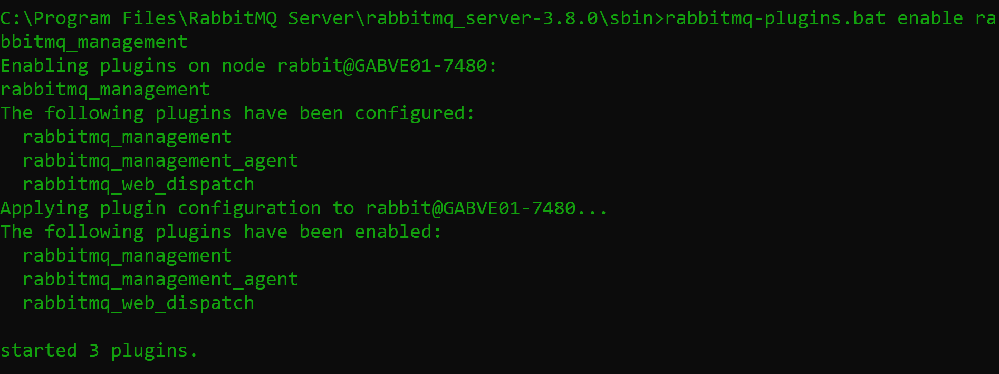 C:\Program Files\RabbitMQ Server\rabbitmq_server-3.8.0\sbin>rabbitmq-plugins.bat enable ra
bbitmq_management
Enabling plugins on node rabbit@GABVE01-7480:
rabbitmq_management
The following plugins have been configured:
  rabbitmq_management
  rabbitmq_management_agent
  rabbitmq_web_dispatch
Applying plugin configuration to rabbit@GABVE01-7480...
The following plugins have been enabled:
  rabbitmq_management
  rabbitmq_management_agent
  rabbitmq_web_dispatch

started 3 plugins.